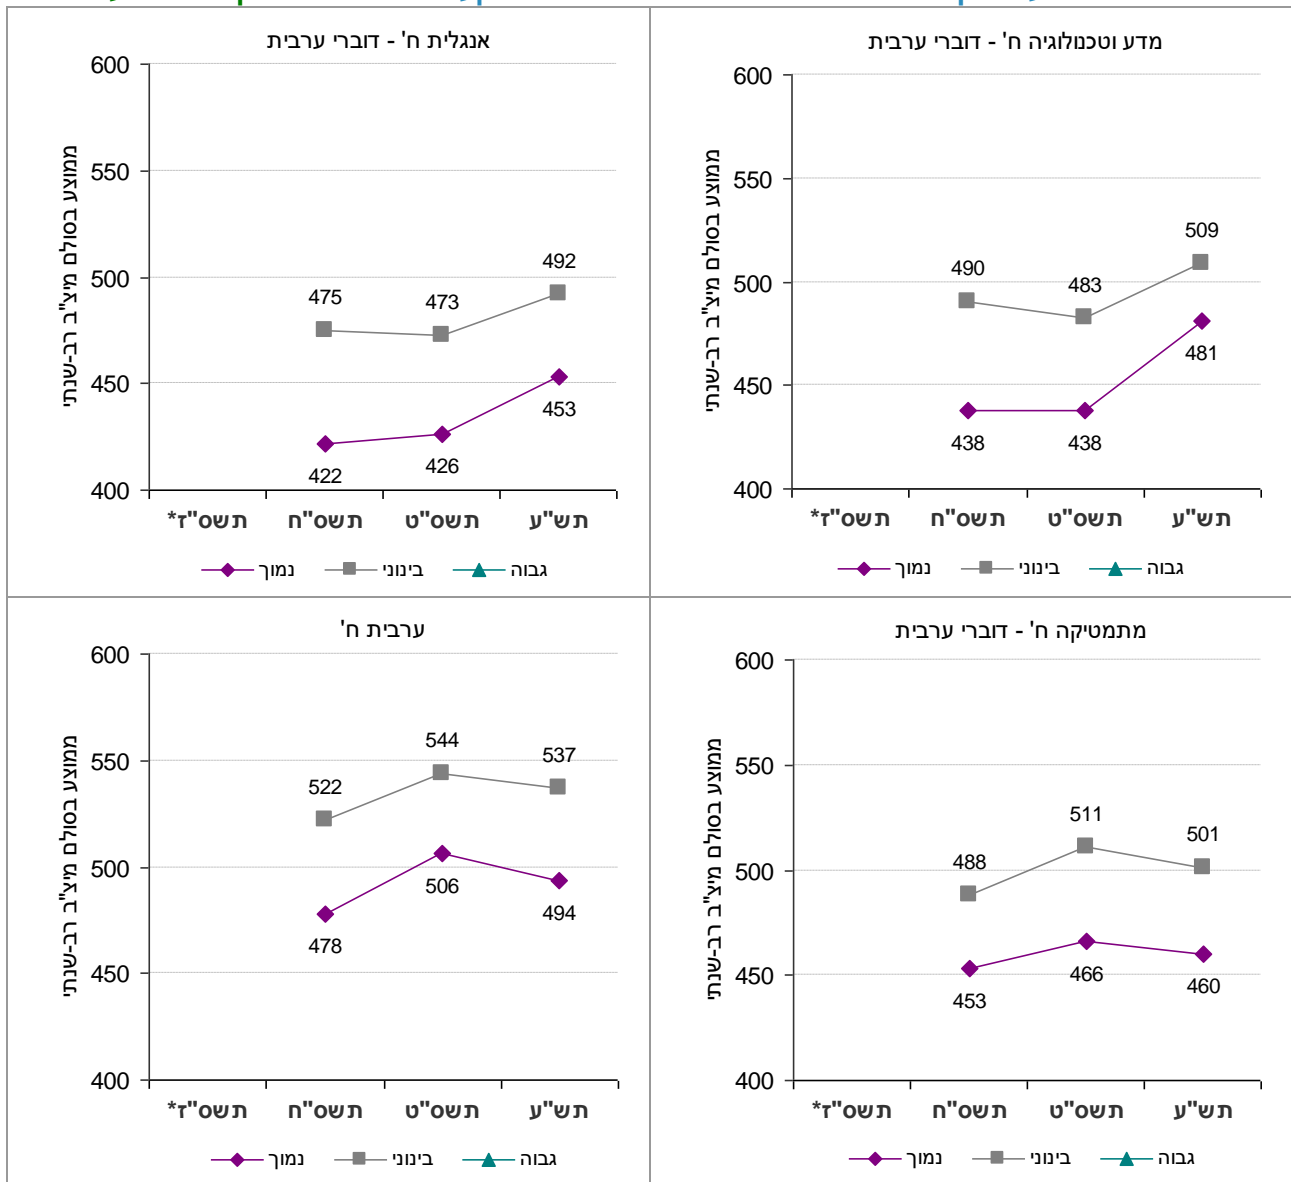 מדע וטכנולוגיה ח' - דוברי ערבית
ממוצע בסולם מיצ"ב רב-שנתי
600
550
500
450
400
490
483
509
438
438
481
תשס"ז*
תשס"ח
תשס"ט
תש"ע
נמוך
בינוני
גבוה
אנגלית ח' - דוברי ערבית
ממוצע בסולם מיצ"ב רב-שנתי
600
550
500
450
400
475
473
492
422
426
453
תשס"ז*
תשס"ח
תשס"ט
תש"ע
נמוך
בינוני
גבוה
מתמטיקה ח' - דוברי ערבית
ממוצע בסולם מיצ"ב רב-שנתי
600
550
500
450
400
488
511
501
453
466
460
תשס"ז*
תשס"ח
תשס"ט
תש"ע
נמוך
בינוני
גבוה
ערבית ח'
ממוצע בסולם מיצ"ב רב-שנתי
600
550
500
450
400
522
544
537
478
506
494
תשס"ז*
תשס"ח
תשס"ט
תש"ע
נמוך
בינוני
גבוה